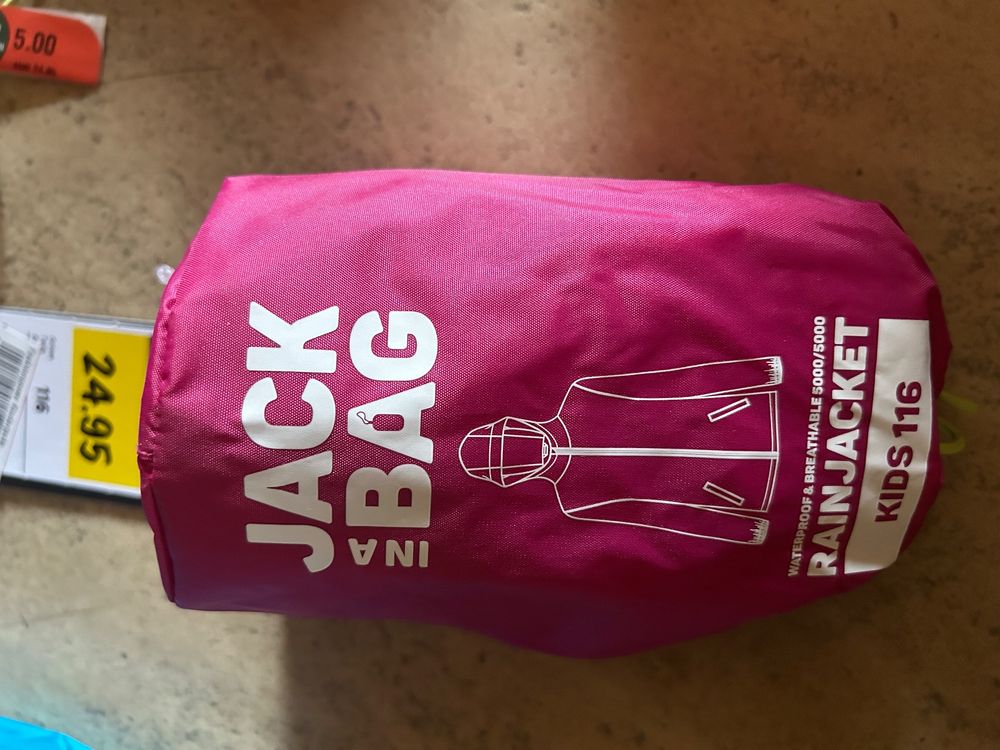 JACK
IN A
BAG
WATERPROOF & BREATHABLE 5000/5000
RAINJACKET
KIDS 116
24.95
116
5.00